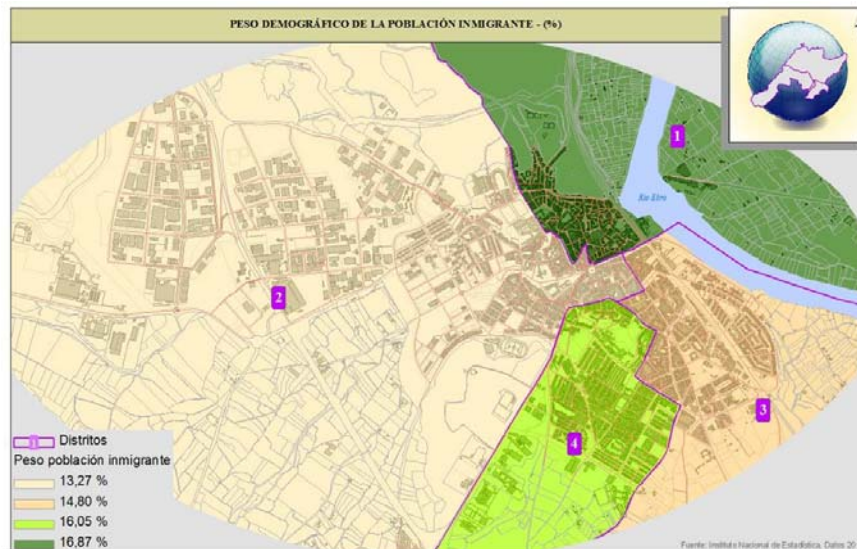 PESO DEMOGRÁFICO DE LA POBLACIÓN INMIGRANTE - (%)
1
Río Ebro
2
3
4
Distritos
Peso población inmigrante
13,27 %
14,80 %
16,05 %
16,87 %
Fuente: Instituto Nacional de Estadística. Datos 20